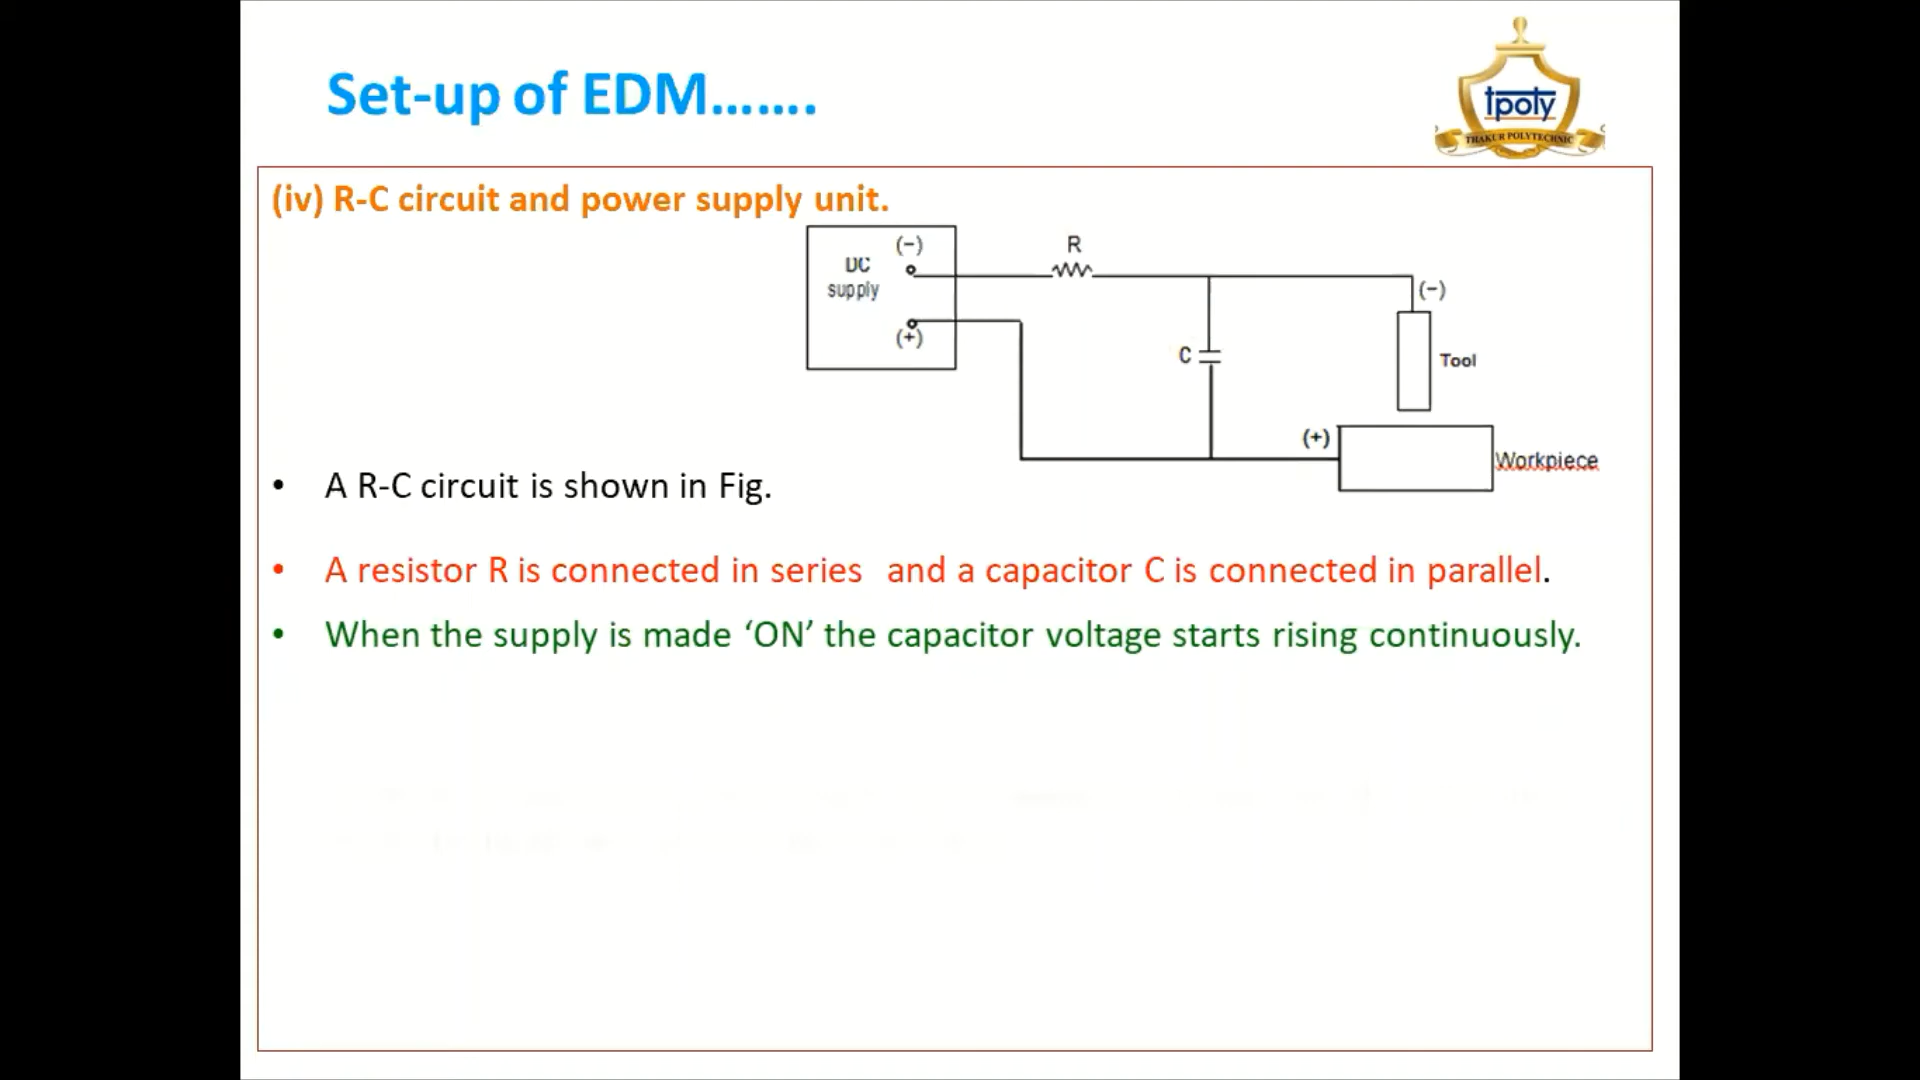 Set-up of EDM.......
tpoly
THAKUR POLYTECHNIC
(iv) R-C circuit and power supply unit.
(−)
DC
supply
(+)
R
C
(−)
Tool
(+)
Workpiece
• A R-C circuit is shown in Fig.
• A resistor R is connected in series and a capacitor C is connected in parallel.
• When the supply is made ‘ON’ the capacitor voltage starts rising continuously.